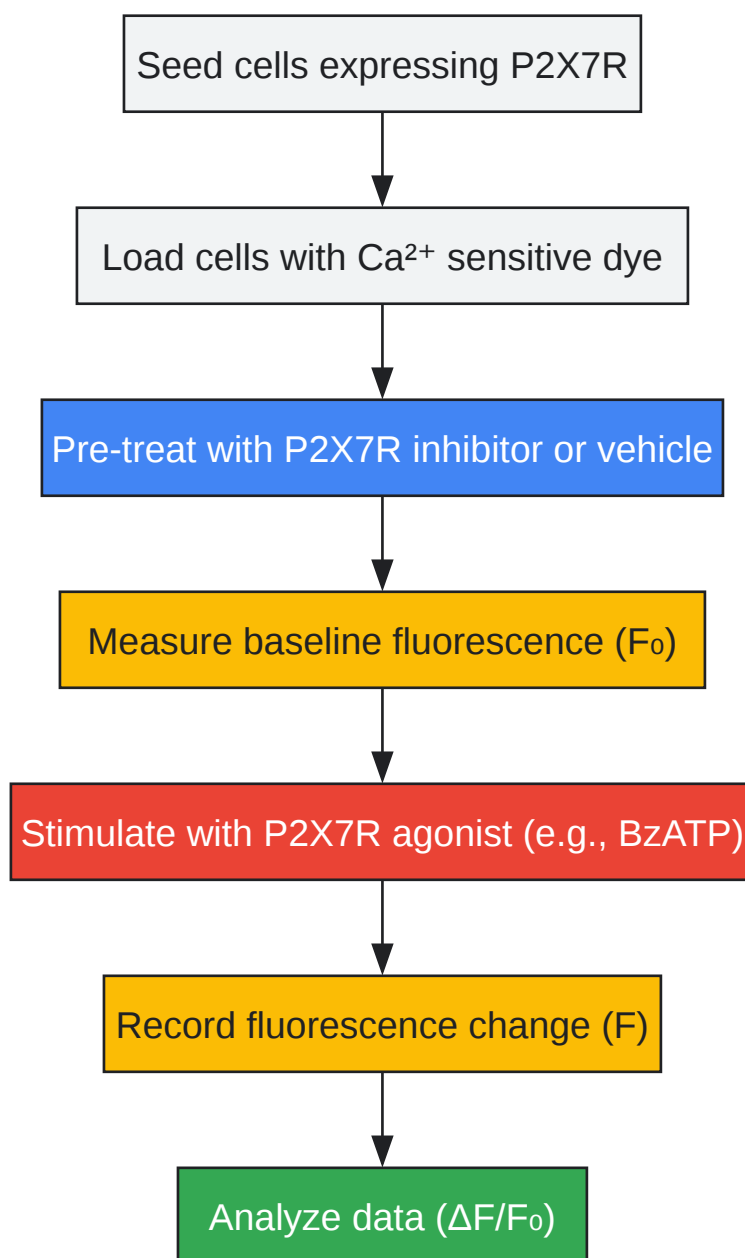 Seed cells expressing P2X7R
Load cells with Ca²⁺ sensitive dye
Pre-treat with P2X7R inhibitor or vehicle
Measure baseline fluorescence (F₀)
Stimulate with P2X7R agonist (e.g., BzATP)
Record fluorescence change (F)
Analyze data (ΔF/F₀)